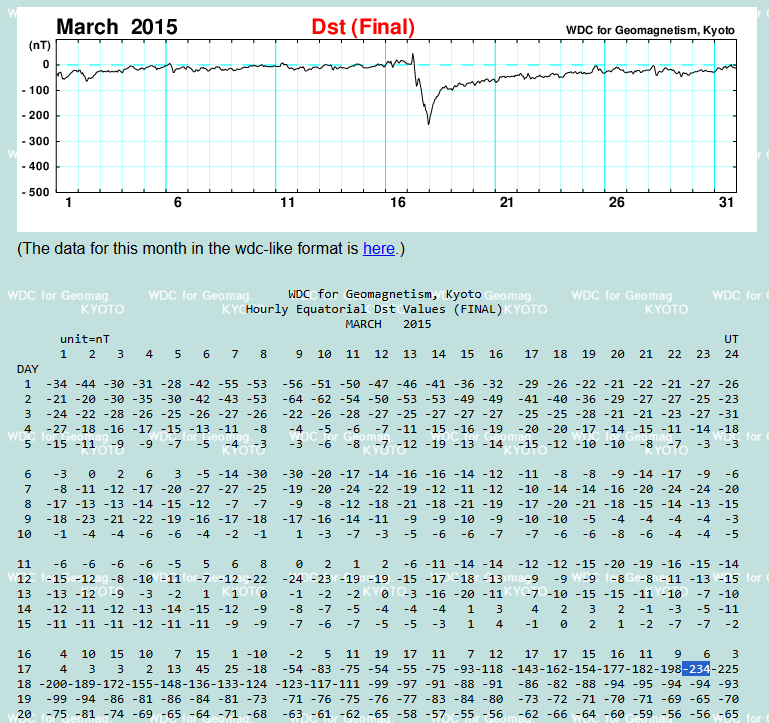 March 2015 Dst (Final) WDC for Geomagnetism, Kyoto
(nT)
0
- 100
- 200
- 300
- 400
- 500
1 6 11 16 21 26 31
(The data for this month in the wdc-like format is here.)
WDC for Geomagnetism, Kyoto
Hourly Equatorial Dst Values (FINAL)
MARCH 2015
unit=nT UT
1 2 3 4 5 6 7 8 9 10 11 12 13 14 15 16 17 18 19 20 21 22 23 24
DAY
1 -34 -44 -30 -31 -28 -42 -55 -53 -56 -51 -50 -47 -46 -41 -36 -32 -29 -26 -22 -21 -22 -21 -27 -26
2 -21 -20 -30 -35 -30 -42 -43 -53 -64 -62 -54 -50 -53 -53 -49 -49 -41 -40 -36 -29 -27 -27 -25 -23
3 -24 -22 -28 -26 -25 -26 -27 -26 -22 -26 -28 -27 -25 -27 -27 -27 -25 -25 -28 -21 -21 -23 -27 -31
4 -27 -18 -16 -17 -15 -13 -11 -8 -4 -5 -6 -7 -11 -15 -16 -19 -20 -20 -17 -14 -15 -11 -14 -18
5 -15 -11 -9 -9 -7 -5 -4 -3 -3 -6 -8 -7 -12 -19 -13 -14 -15 -12 -10 -10 -8 -7 -3 -3
6 -3 0 2 6 3 -5 -14 -30 -30 -20 -17 -14 -16 -16 -14 -12 -11 -8 -8 -9 -14 -17 -9 -6
7 -8 -11 -12 -17 -20 -27 -27 -25 -19 -20 -24 -22 -19 -12 -11 -12 -10 -14 -14 -16 -20 -24 -24 -20
8 -17 -13 -13 -14 -15 -12 -7 -7 -9 -8 -12 -18 -21 -18 -21 -19 -17 -20 -21 -18 -15 -13 -13 -15
9 -18 -23 -21 -22 -19 -16 -17 -18 -17 -16 -14 -11 -9 -9 -10 -9 -10 -10 -5 -4 -4 -4 -4 -3
10 -1 -4 -4 -6 -6 -4 -2 -1 1 -3 -7 -3 -5 -6 -6 -7 -7 -6 -6 -8 -6 -4 -4 -5
11 -6 -6 -6 -6 -5 5 6 8 0 2 1 2 -6 -11 -14 -14 -12 -12 -15 -20 -19 -16 -15 -14
12 -15 -12 -8 -10 -11 -7 -12 -22 -24 -23 -19 -19 -15 -17 -18 -13 -9 -9 -9 -8 -8 -11 -13 -15
13 -13 -12 -9 -3 -2 1 1 0 -1 -2 -2 0 -3 -16 -20 -11 -7 -10 -15 -15 -11 -10 -7 -10
14 -12 -11 -10 -12 -13 -14 -15 -12 -9 -8 -7 -5 -4 -4 -4 1 3 4 2 3 2 -1 -3 -5 -11
15 -11 -11 -11 -12 -11 -11 -9 -9 -7 -6 -7 -5 -5 -3 1 4 -1 0 2 1 -2 -7 -7 -2
16 4 10 15 10 7 15 1 -10 -2 5 11 19 17 11 7 12 17 17 15 16 11 9 6 3
17 4 3 3 2 13 45 25 -18 -54 -83 -75 -54 -55 -75 -93-118 -143-162-154-177-182-198-234-225
18 -200-189-172-155-148-136-133-124 -123-117-111 -99 -97 -91 -88 -91 -86 -82 -88 -94 -95 -94 -94 -93
19 -99 -94 -86 -81 -86 -84 -81 -73 -71 -76 -75 -76 -77 -83 -84 -80 -73 -72 -71 -70 -71 -69 -65 -70
20 -75 -81 -74 -69 -65 -64 -71 -68 -63 -61 -62 -65 -58 -57 -55 -56 -62 -66 -64 -60 -59 -56 -56 -65